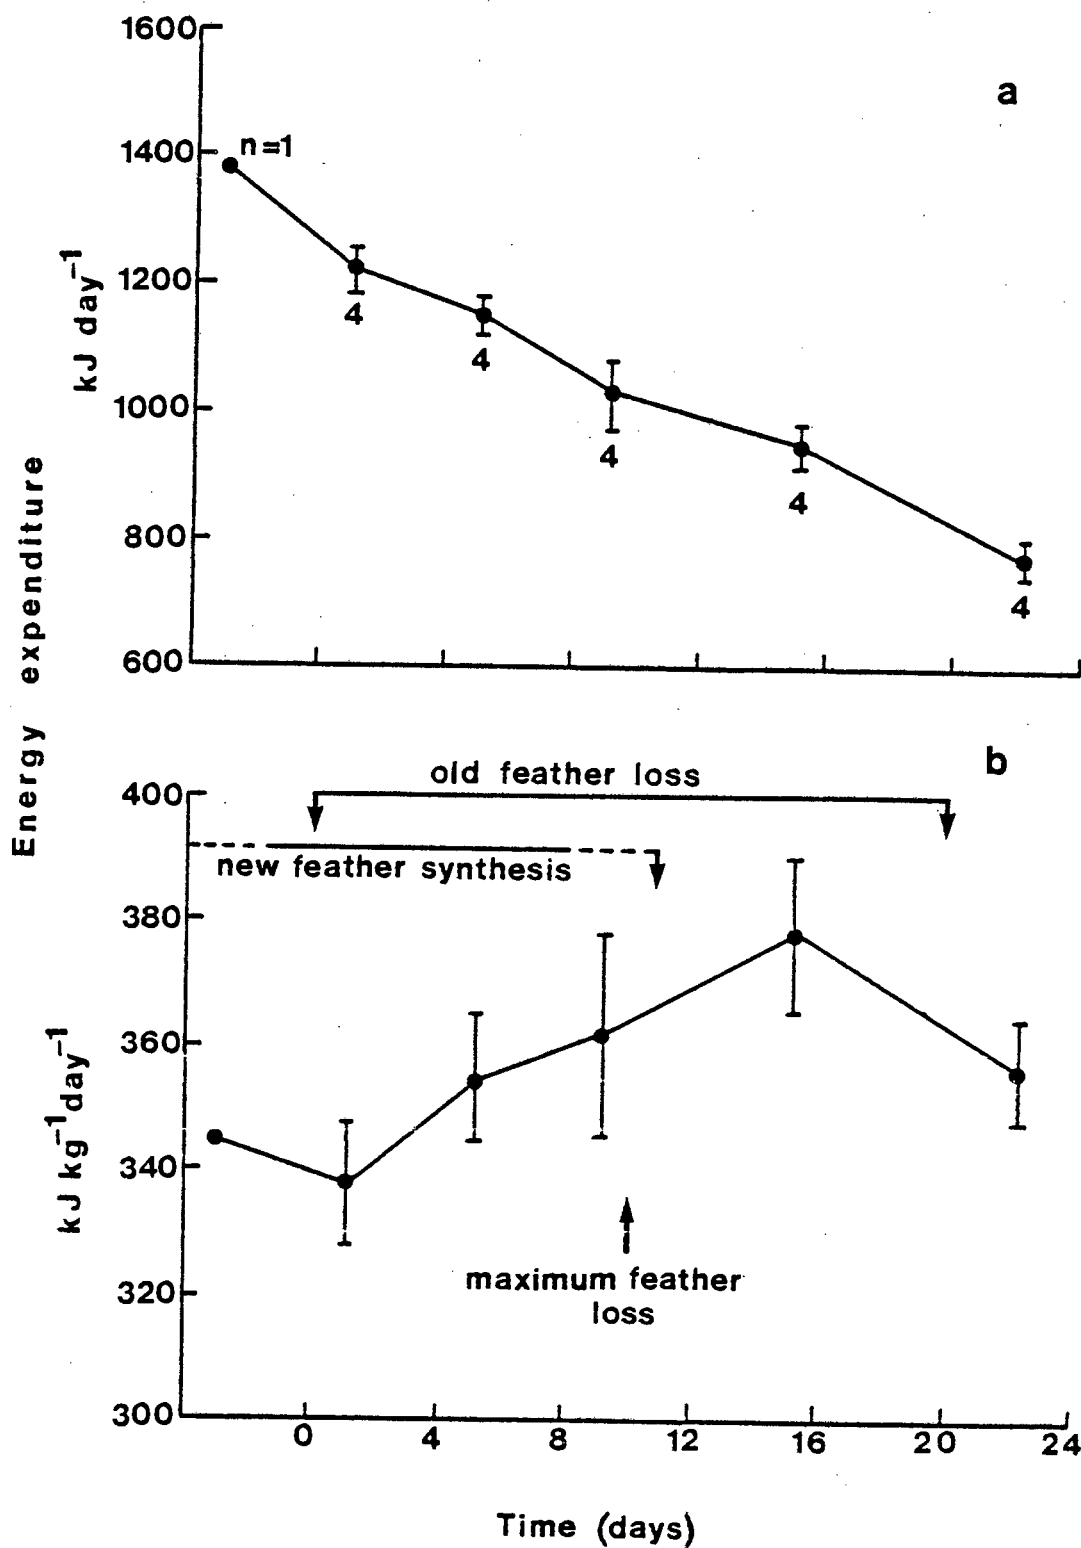 1600
a
n=1
1400
1200
4
4
1000
4
4
800
4
600
kJ day⁻¹
Energy expenditure
b
old feather loss
400
new feather synthesis
380
360
340
320
300
kJ kg⁻¹ day⁻¹
maximum feather
loss
0 4 8 12 16 20 24
Time (days)